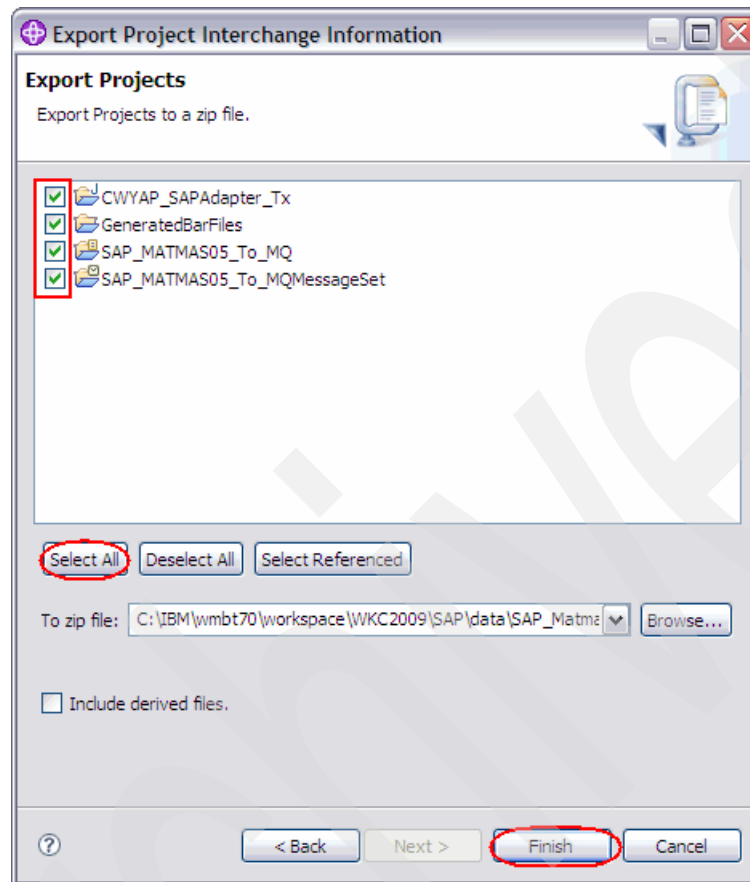 Export Project Interchange Information
Export Projects
Export Projects to a zip file.
CWYAP_SAPAdapter_Tx
GeneratedBarFiles
SAP_MATMAS05_To_MQ
SAP_MATMAS05_To_MQMessageSet
Select All Deselect All Select Referenced
To zip file: C:\IBM\wmbt70\workspace\WKC2009\SAP\data\SAP_Matma Browse...
Include derived files.
? < Back Next > Finish Cancel